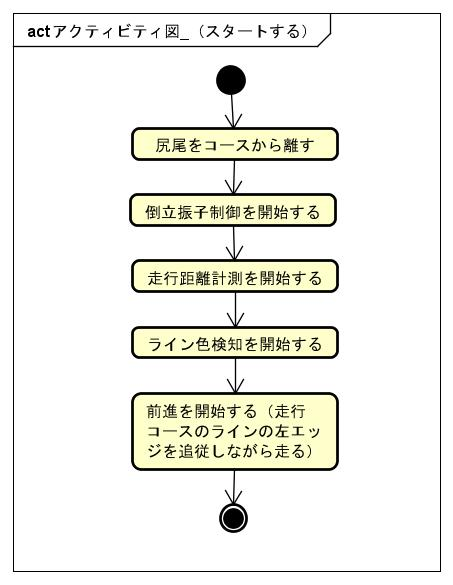 act アクティビティ図_（スタートする）
尻尾をコースから離す
倒立振子制御を開始する
走行距離計測を開始する
ライン色検知を開始する
前進を開始する（走行
コースのラインの左エッ
ジを追従しながら走る）